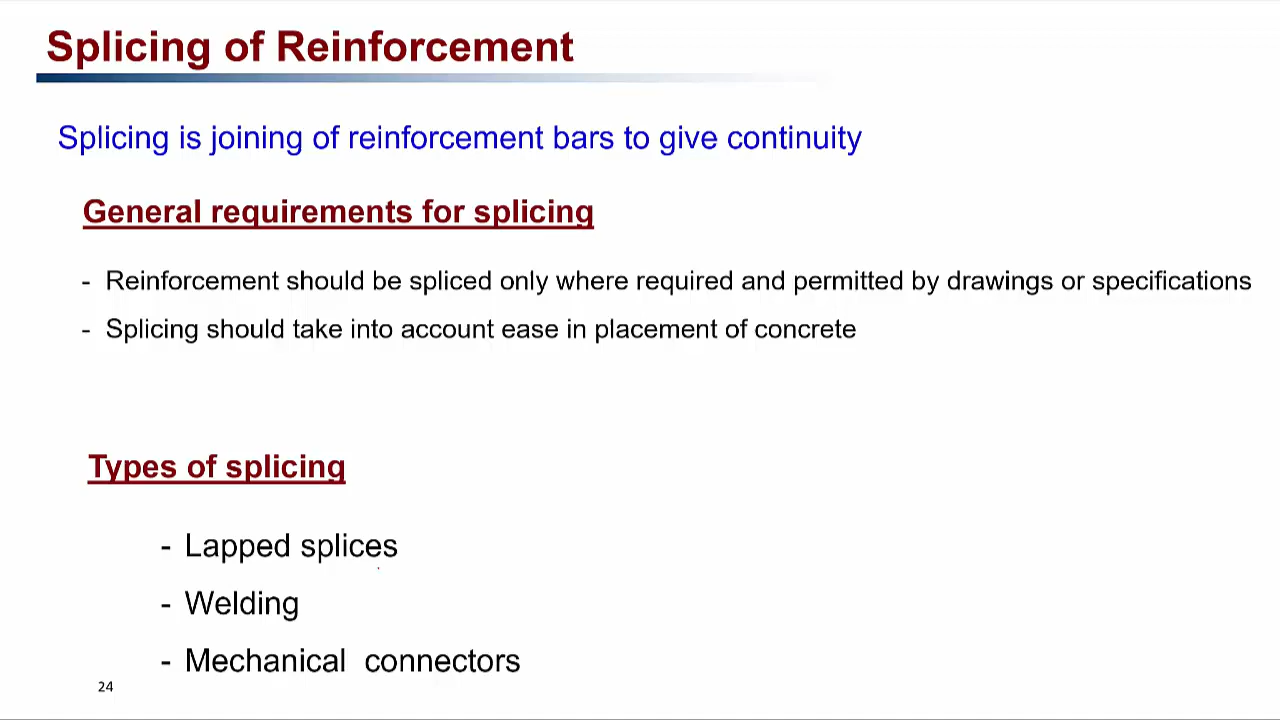 Splicing of Reinforcement
Splicing is joining of reinforcement bars to give continuity
General requirements for splicing
- Reinforcement should be spliced only where required and permitted by drawings or specifications
- Splicing should take into account ease in placement of concrete
Types of splicing
- Lapped splices
- Welding
- Mechanical connectors
24